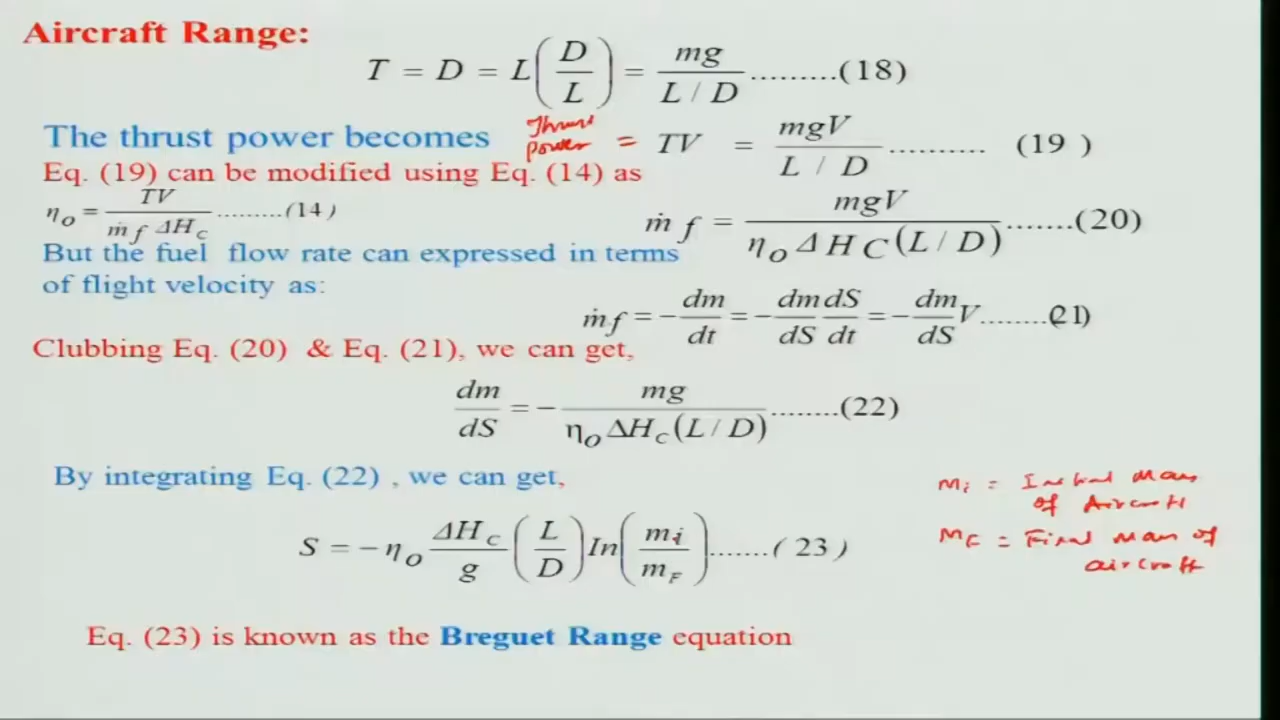 Aircraft Range:
T = D = L(D/L) = mg/(L / D) .........(18)
The thrust power becomes Thrust power = TV = mgV/(L / D) .......... (19 )
Eq. (19) can be modified using Eq. (14) as
η_o = TV/(ṁ_f ΔH_c) .........(14)
ṁ_f = mgV/(η_o ΔH_C(L / D)) .......(20)
But the fuel flow rate can expressed in terms
of flight velocity as:
ṁ_f = −dm/dt = −dm/dS dS/dt = −dm/dS V ........(21)
Clubbing Eq. (20) & Eq. (21), we can get,
dm/dS = − mg/(η_o ΔH_c(L / D)) ........(22)
By integrating Eq. (22) , we can get,
S = −η_o ΔH_c/g (L/D) In(m_i/m_F) .......( 23)
Mi = Initial Mass
of Aircraft
MF = Final Mass of
aircraft
Eq. (23) is known as the Breguet Range equation